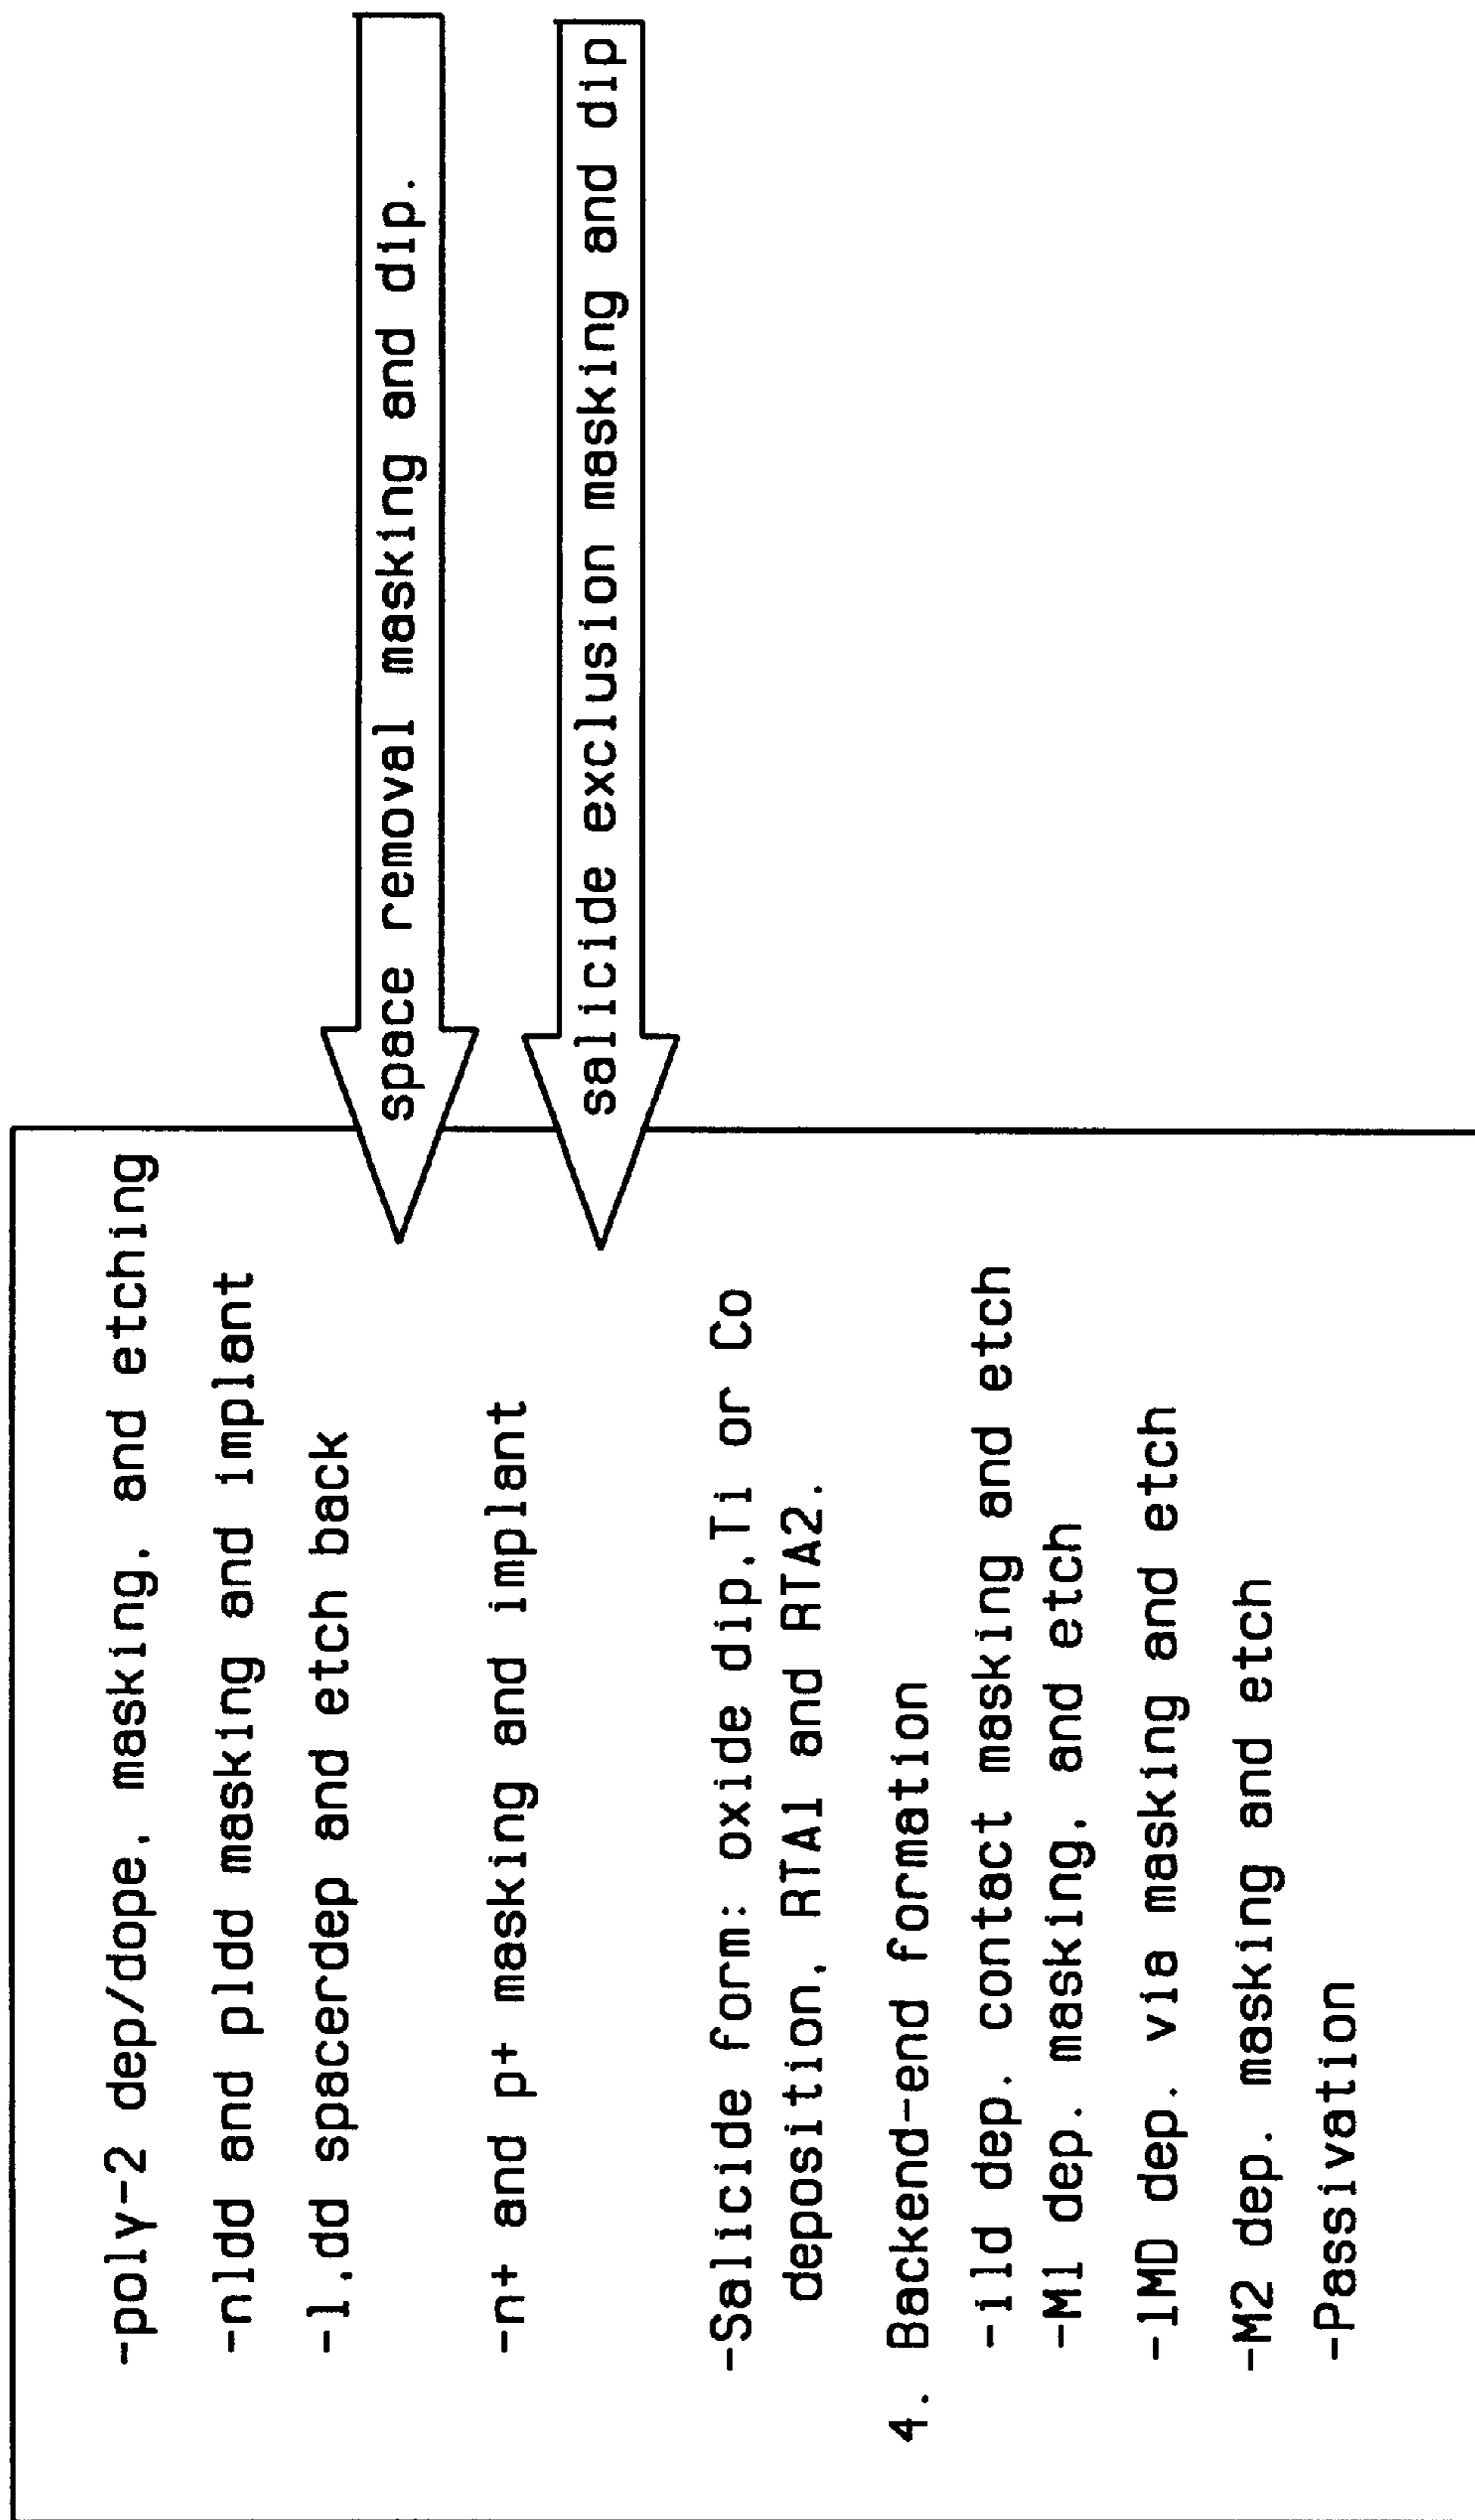 -poly-2 dep/dope, masking, and etching
-nldd and pldd masking and implant
-l,dd spacerdep and etch back
space removal masking and dip.
-n+ and p+ masking and implant
salicide exclusion masking and dip
-Salicide form: oxide dip,Ti or Co
deposition, RTA1 and RTA2.
4. Backend-end formation
-ild dep. contact masking and etch
-M1 dep. masking, and etch
-1MD dep. via masking and etch
-M2 dep. masking and etch
-Passivation